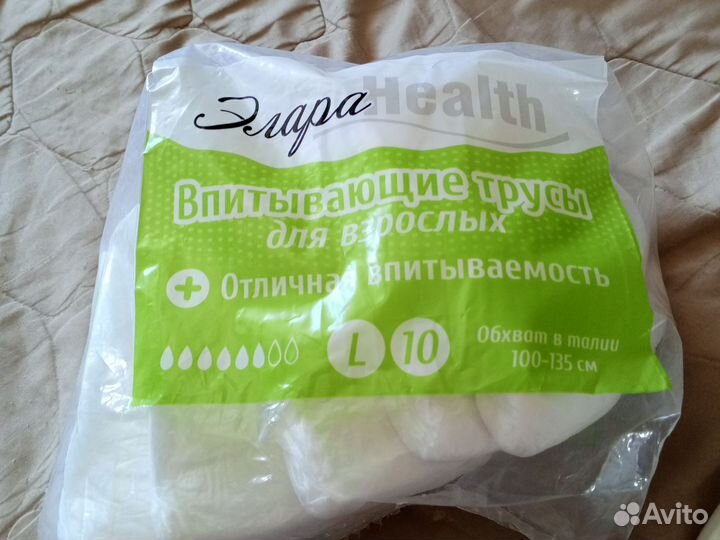 Элара Health
Впитывающие трусы
для взрослых
+ Отличная впитываемость
L 10
Обхват в талии
100-135 см
Avito